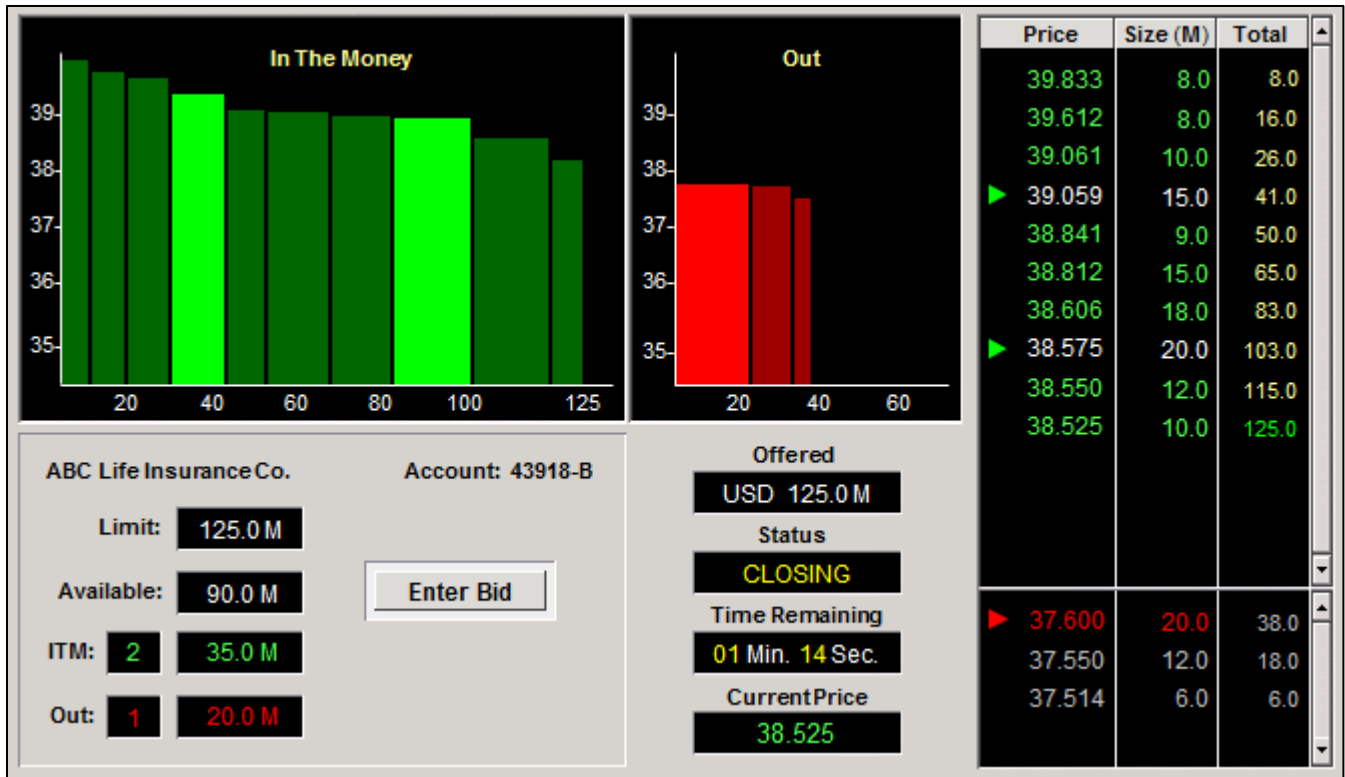 In The Money
39
38
37
36
35
20 40 60 80 100 125
Out
39
38
37
36
35
20 40 60
Price Size (M) Total
39.833 8.0 8.0
39.612 8.0 16.0
39.061 10.0 26.0
39.059 15.0 41.0
38.841 9.0 50.0
38.812 15.0 65.0
38.606 18.0 83.0
38.575 20.0 103.0
38.550 12.0 115.0
38.525 10.0 125.0
37.600 20.0 38.0
37.550 12.0 18.0
37.514 6.0 6.0
ABC Life Insurance Co. Account: 43918-B
Limit: 125.0 M
Available: 90.0 M
Enter Bid
ITM: 2 35.0 M
Out: 1 20.0 M
Offered
USD 125.0 M
Status
CLOSING
Time Remaining
01 Min. 14 Sec.
Current Price
38.525